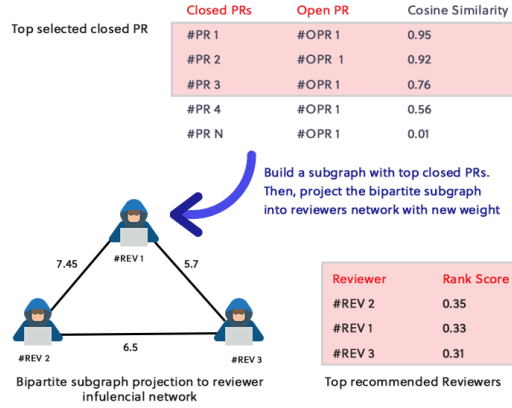 Closed PRs Open PR Cosine Similarity
Top selected closed PR
#PR 1 #OPR 1 0.95
#PR 2 #OPR 1 0.92
#PR 3 #OPR 1 0.76
#PR 4 #OPR 1 0.56
#PR N #OPR 1 0.01
Build a subgraph with top closed PRs.
Then, project the bipartite subgraph
into reviewers network with new weight
#REV 1
7.45
5.7
6.5
#REV 2
#REV 3
Bipartite subgraph projection to reviewer
infulencial network
Reviewer Rank Score
#REV 2 0.35
#REV 1 0.33
#REV 3 0.31
Top recommended Reviewers